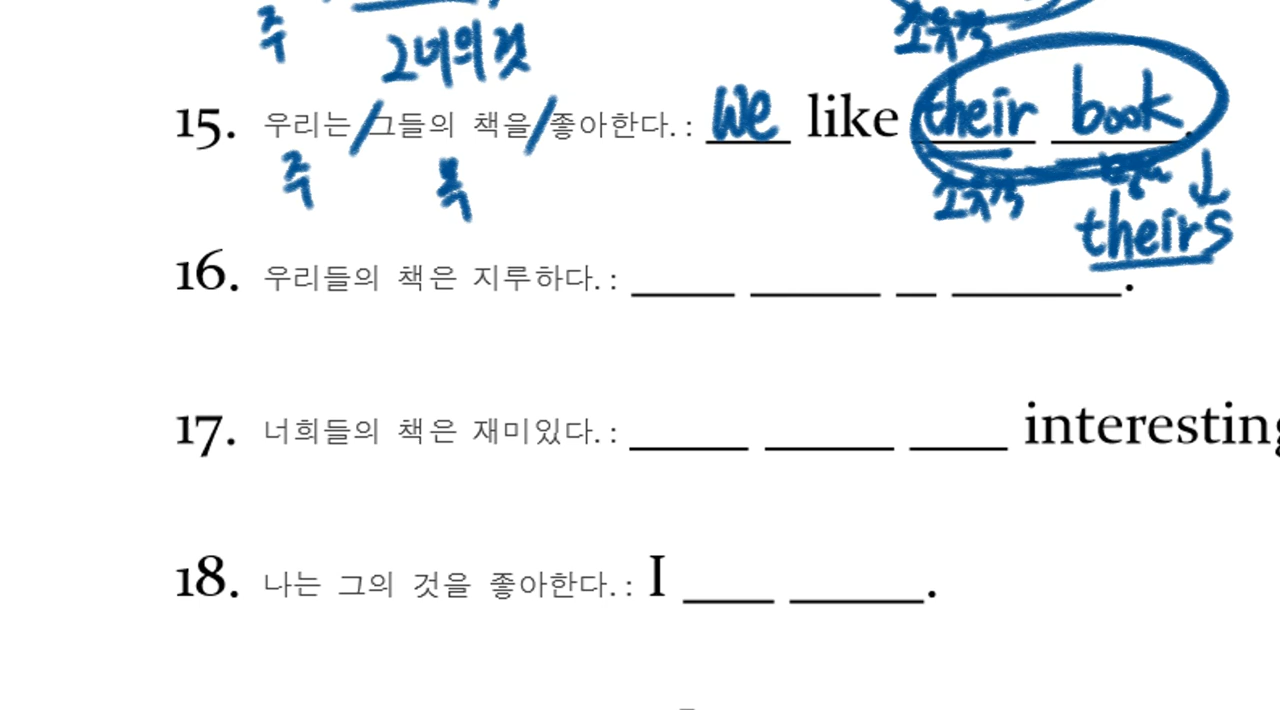 주
그녀의 것
소유격
15. 우리는 / 그들의 책을 / 좋아한다. : we like their book.
주 목 소유격 명사
theirs
16. 우리들의 책은 지루하다. : ____ ____ __ ____.
17. 너희들의 책은 재미있다. : ____ ____ ____ interesting
18. 나는 그의 것을 좋아한다. : I ____ ____.